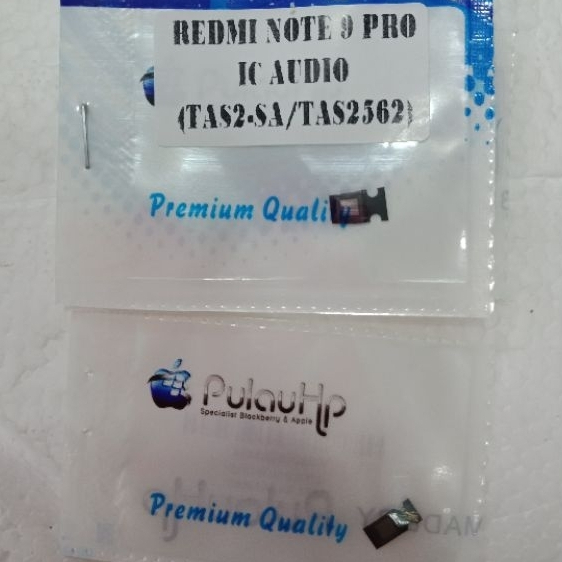 REDMI NOTE 9 PRO
IC AUDIO
(TAS2-SA/TAS2562)
Premium Quality
PulauHp
Specialist Blackberry & Apple
Premium Quality